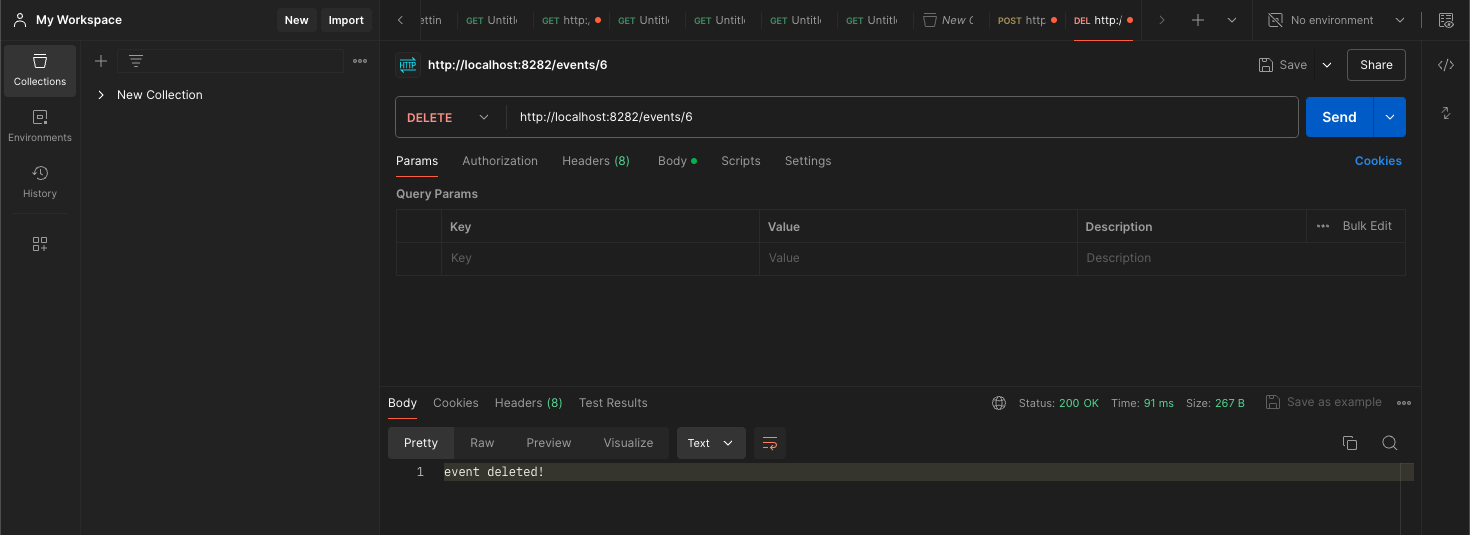 My Workspace New Import
ettin GET Untitl GET http:, GET Untitl GET Untitl GET Untitl GET Untitl New C POST http DEL http:/ No environment
Collections
New Collection
Environments
History
HTTP http://localhost:8282/events/6 Save Share
DELETE http://localhost:8282/events/6 Send
Params Authorization Headers (8) Body Scripts Settings Cookies
Query Params
Key Value Description Bulk Edit
Key Value Description
Body Cookies Headers (8) Test Results Status: 200 OK Time: 91 ms Size: 267 B Save as example
Pretty Raw Preview Visualize Text
1 event deleted!